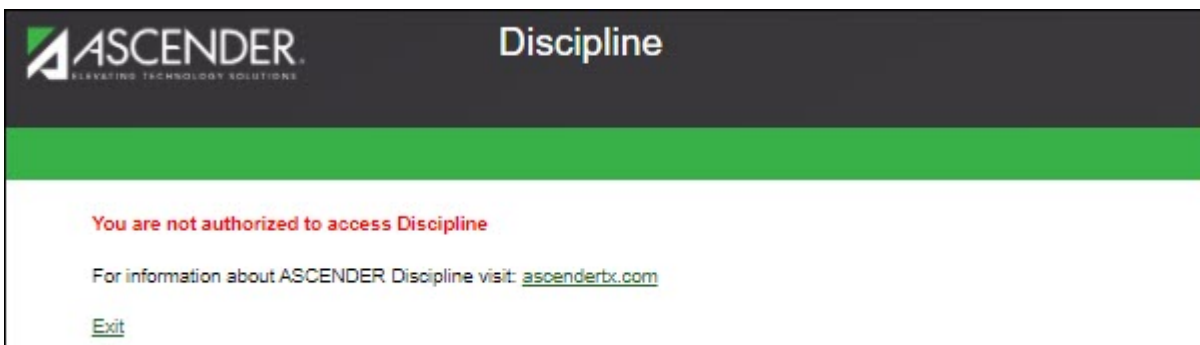 ASCENDER
Discipline
ELEVATING TECHNOLOGY SOLUTIONS
You are not authorized to access Discipline
For information about ASCENDER Discipline visit: ascendertx.com
Exit